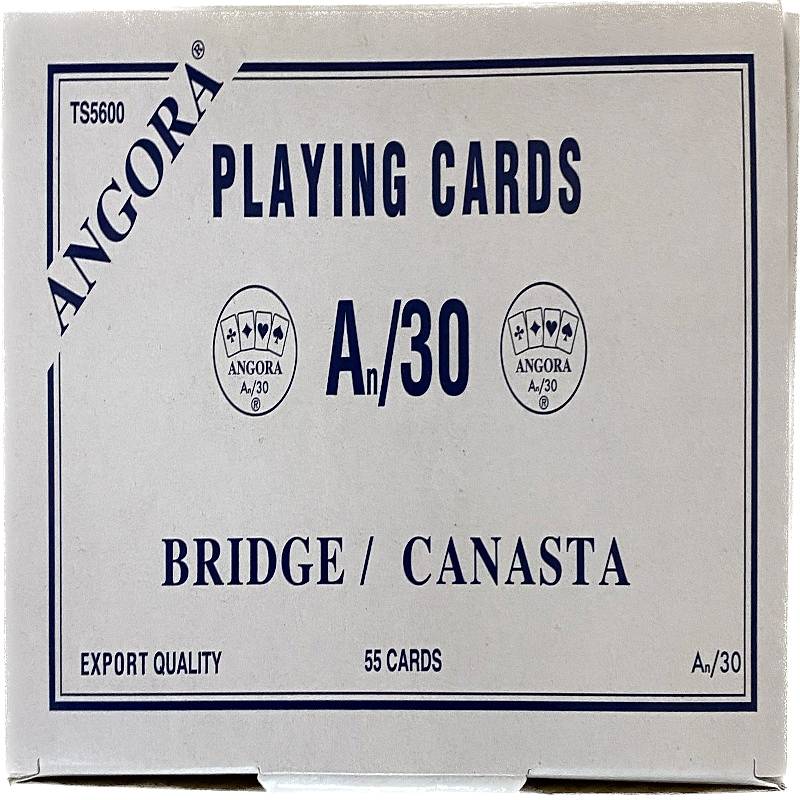 TS5600
ANGORA®
PLAYING CARDS
An/30
ANGORA
An/30
®
ANGORA
An/30
®
BRIDGE / CANASTA
EXPORT QUALITY
55 CARDS
An/30